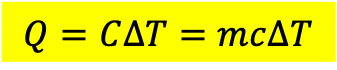 Q = CΔT = mcΔT